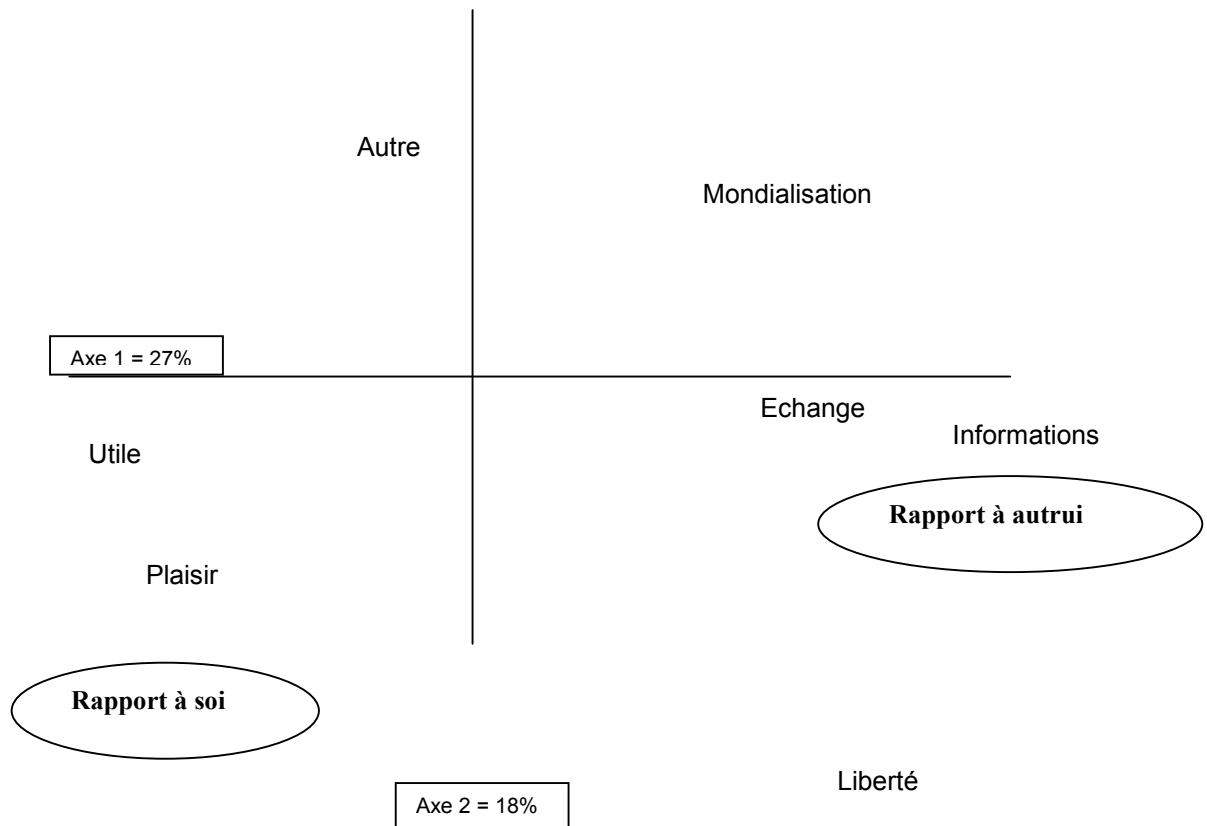 Autre
Mondialisation
Axe 1 = 27%
Echange
Informations
Utile
Rapport à autrui
Plaisir
Rapport à soi
Liberté
Axe 2 = 18%